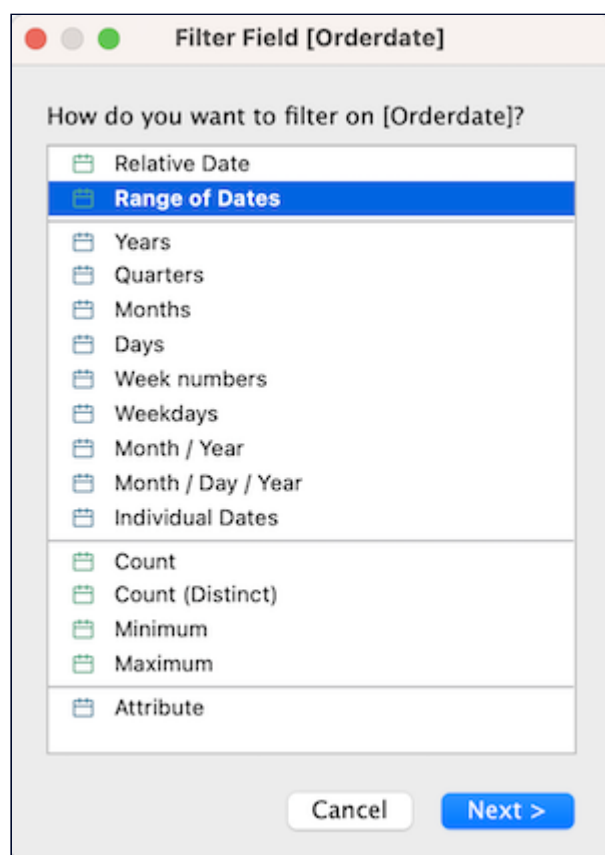 Filter Field [Orderdate]
How do you want to filter on [Orderdate]?
Relative Date
Range of Dates
Years
Quarters
Months
Days
Week numbers
Weekdays
Month / Year
Month / Day / Year
Individual Dates
Count
Count (Distinct)
Minimum
Maximum
Attribute
Cancel
Next >